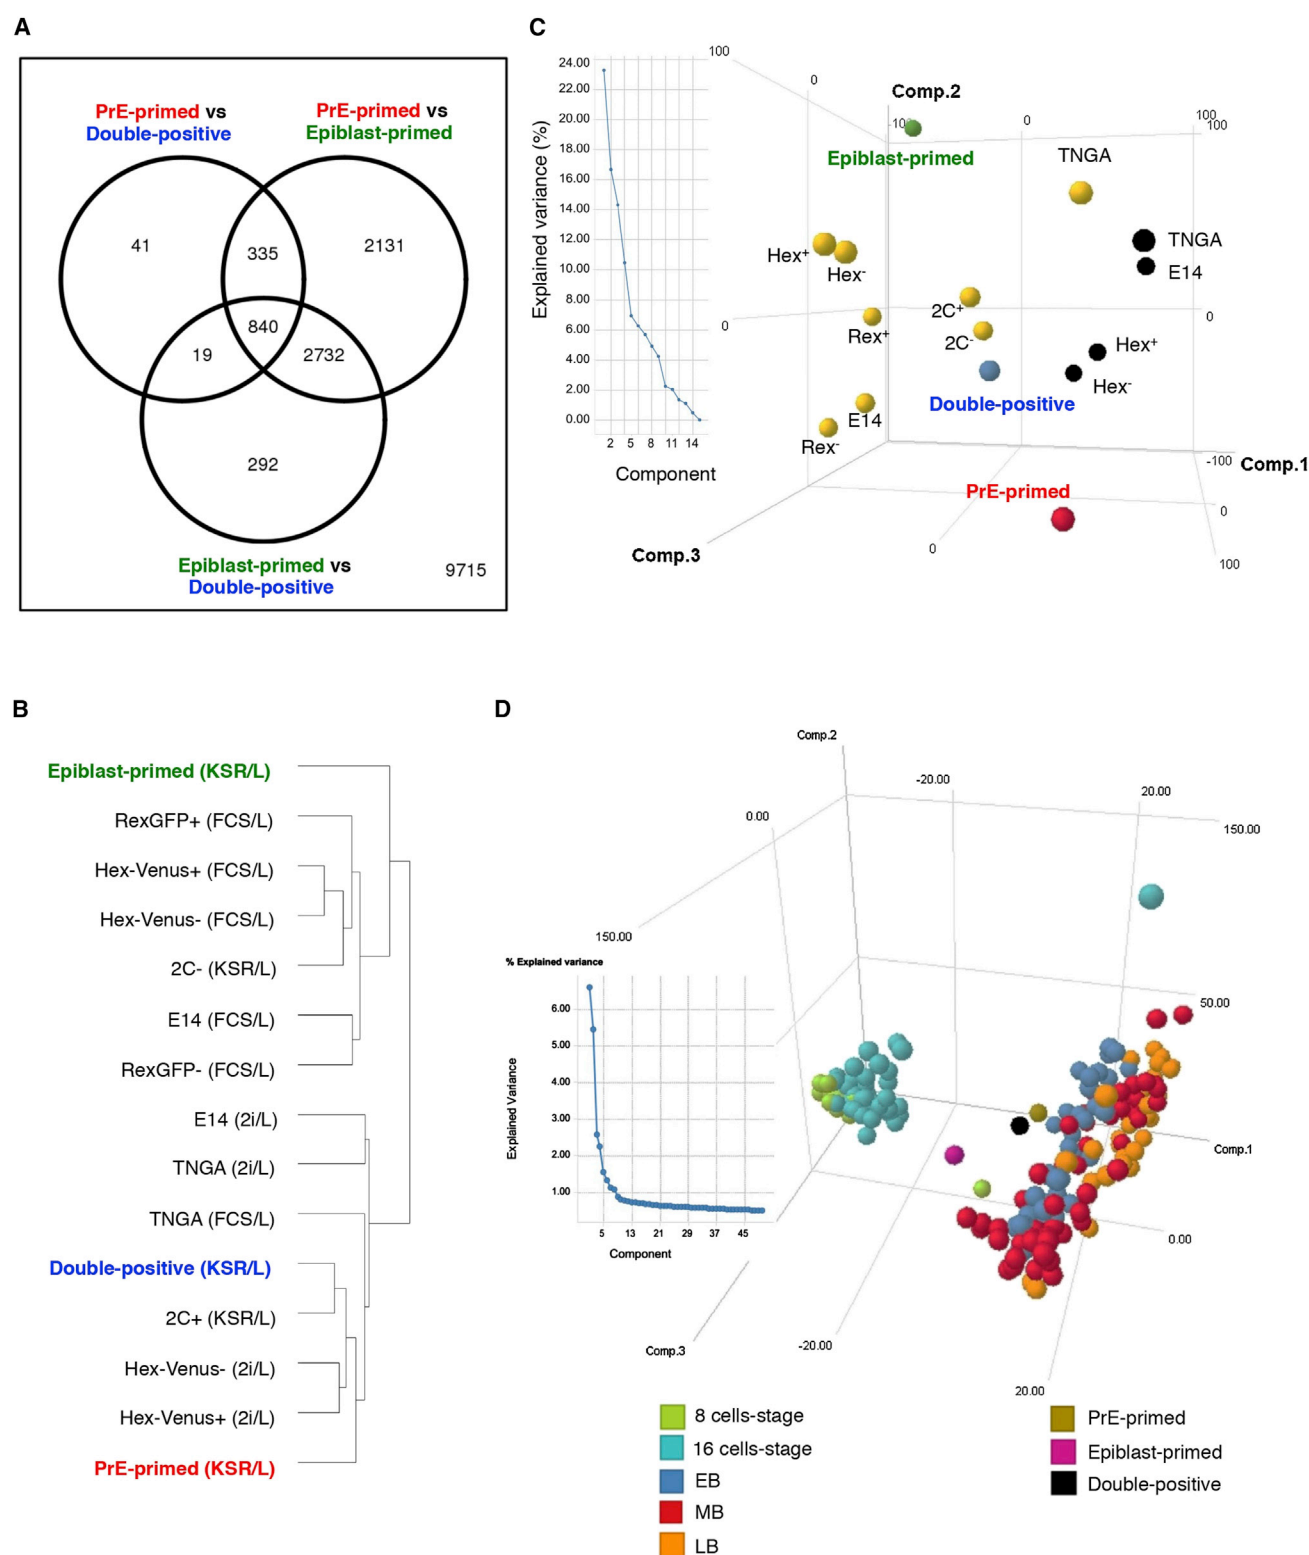 A
PrE-primed vs
Double-positive
PrE-primed vs
Epiblast-primed
41
335
2131
840
19
2732
292
Epiblast-primed vs
Double-positive
9715
C
Explained variance (%)
24.00
22.00
20.00
18.00
16.00
14.00
12.00
10.00
8.00
6.00
4.00
2.00
0.00
2 5 8 11 14
Component
100
0
Comp.2
-100
0
100
100
Epiblast-primed
TNGA
TNGA
E14
Hex+
Hex-
2C+
2C-
Rex+
0
0
Hex+
Hex-
Double-positive
E14
Rex-
-100
Comp.1
PrE-primed
0
0
100
Comp.3
B
Epiblast-primed (KSR/L)
RexGFP+ (FCS/L)
Hex-Venus+ (FCS/L)
Hex-Venus- (FCS/L)
2C- (KSR/L)
E14 (FCS/L)
RexGFP- (FCS/L)
E14 (2i/L)
TNGA (2i/L)
TNGA (FCS/L)
Double-positive (KSR/L)
2C+ (KSR/L)
Hex-Venus- (2i/L)
Hex-Venus+ (2i/L)
PrE-primed (KSR/L)
D
Comp.2
-20.00
20.00
0.00
150.00
150.00
% Explained variance
Explained Variance
6.00
5.00
4.00
3.00
2.00
1.00
5 13 21 29 37 45
Component
50.00
Comp.1
0.00
Comp.3
-20.00
20.00
8 cells-stage
16 cells-stage
EB
MB
LB
PrE-primed
Epiblast-primed
Double-positive